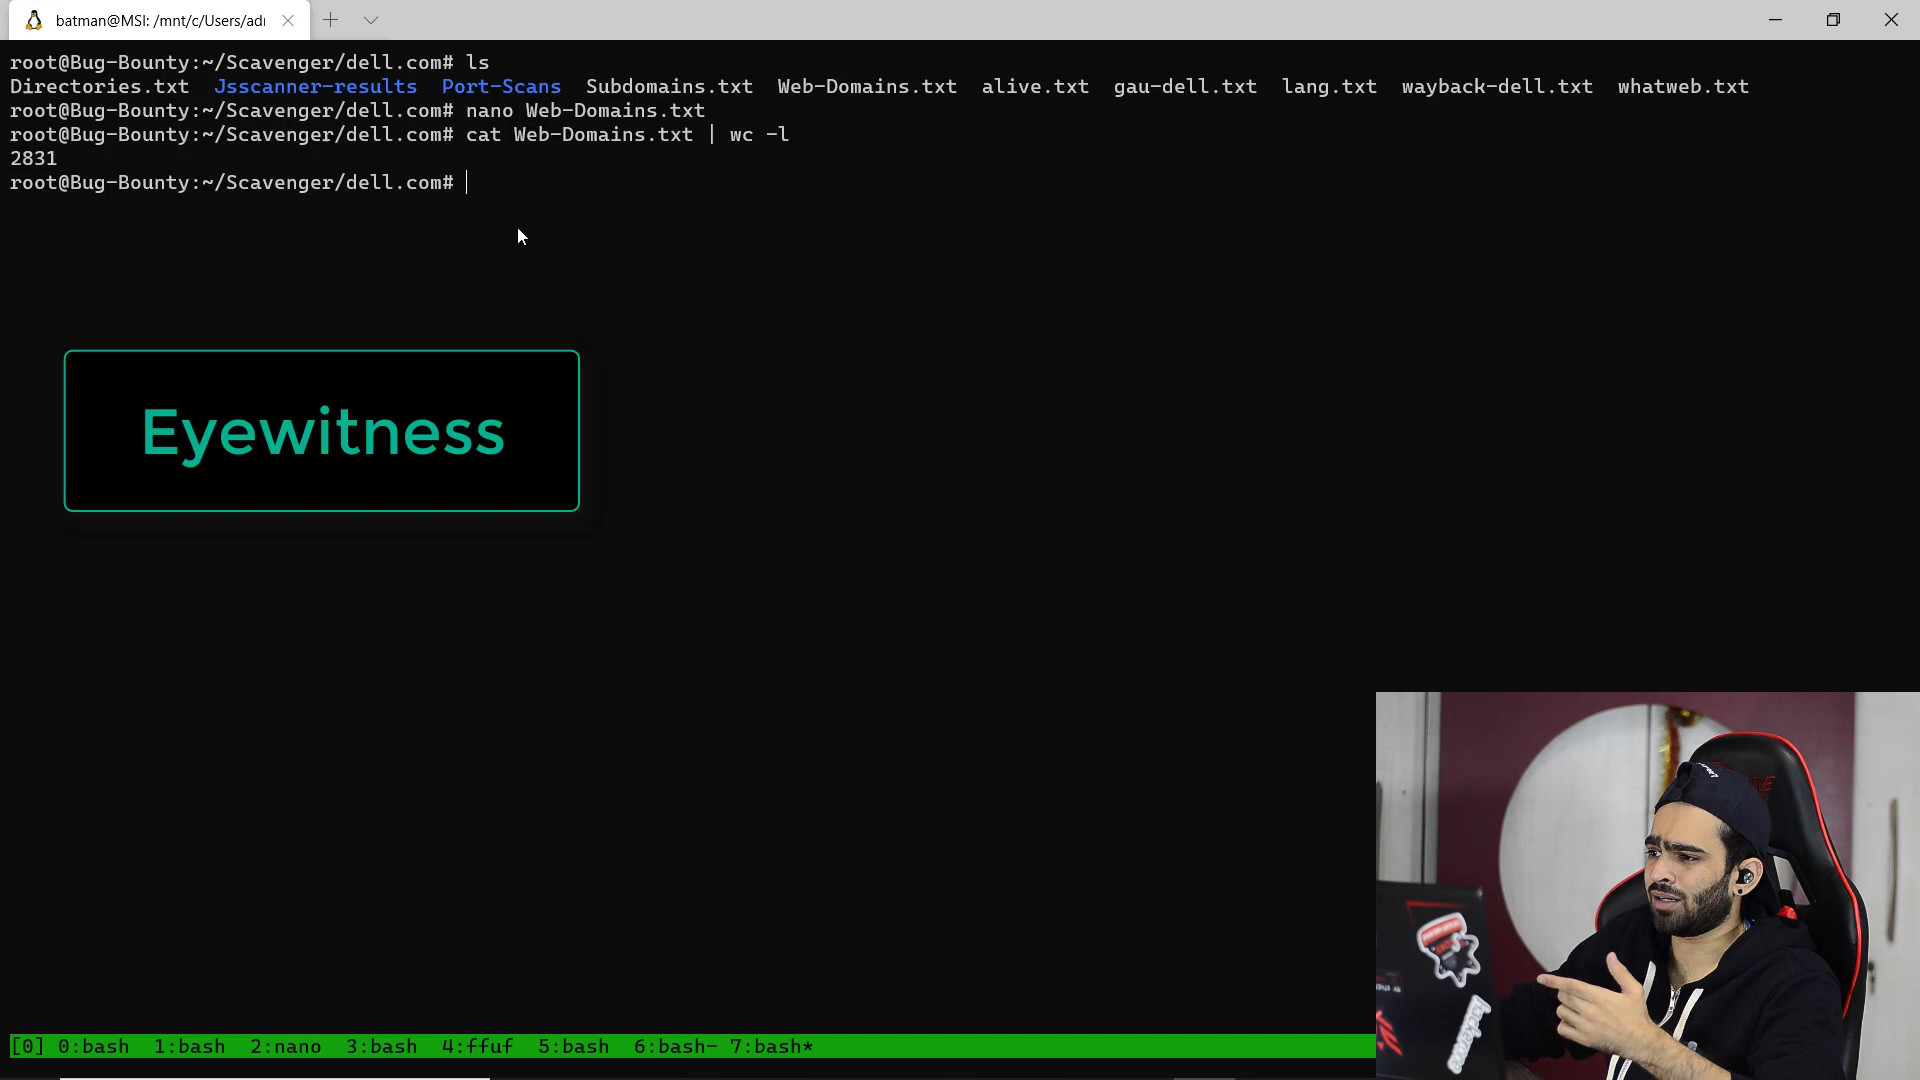 batman@MSI: /mnt/c/Users/adı
root@Bug-Bounty:~/Scavenger/dell.com# ls
Directories.txt Jsscanner-results Port-Scans Subdomains.txt Web-Domains.txt alive.txt gau-dell.txt lang.txt wayback-dell.txt whatweb.txt
root@Bug-Bounty:~/Scavenger/dell.com# nano Web-Domains.txt
root@Bug-Bounty:~/Scavenger/dell.com# cat Web-Domains.txt | wc -l
2831
root@Bug-Bounty:~/Scavenger/dell.com#
Eyewitness
[0] 0:bash 1:bash 2:nano 3:bash 4:ffuf 5:bash 6:bash- 7:bash*